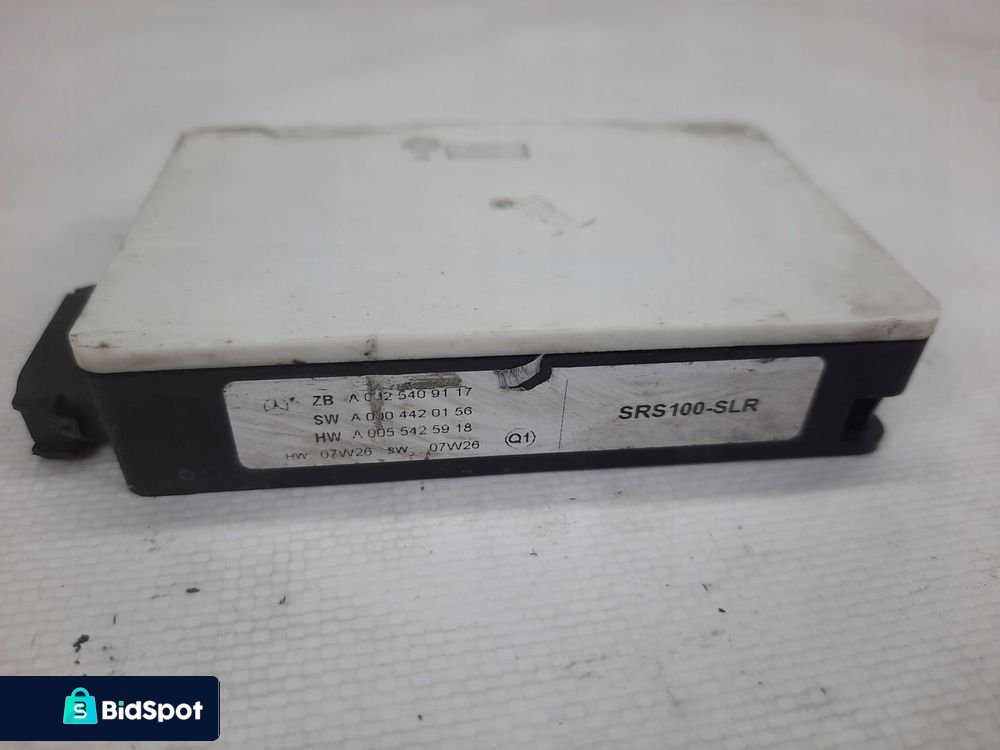 ZB A 032 540 91 17
SW A 000 442 01 56
HW A 005 542 59 18
HW 07W26 SW 07W26
Q1
SRS100-SLR
BidSpot